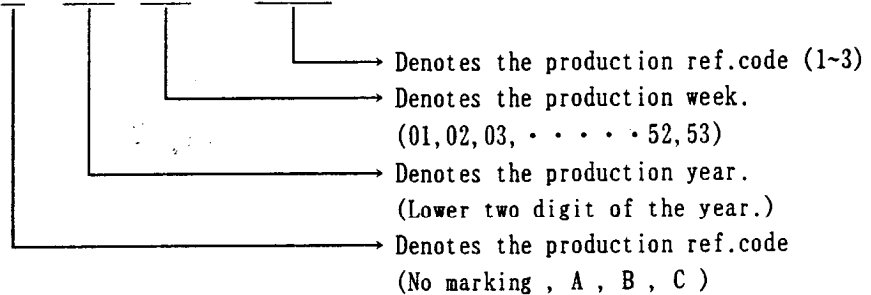 Denotes the production ref.code (1~3)
Denotes the production week.
(01,02,03, · · · · · 52,53)
Denotes the production year.
(Lower two digit of the year.)
Denotes the production ref.code
(No marking , A , B , C )